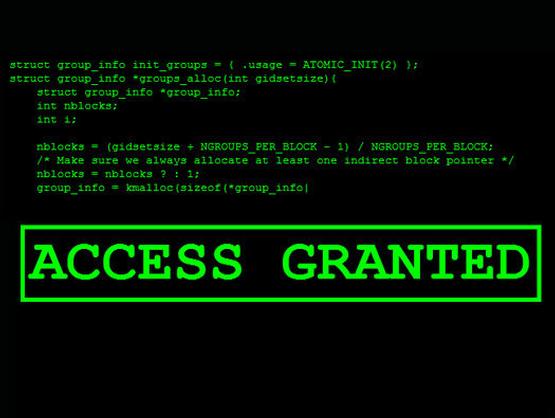 struct group_info init_groups = { .usage = ATOMIC_INIT(2) };
struct group_info *groups_alloc(int gidsetsize){
    struct group_info *group_info;
    int nblocks;
    int i;

    nblocks = (gidsetsize + NGROUPS_PER_BLOCK - 1) / NGROUPS_PER_BLOCK;
    /* Make sure we always allocate at least one indirect block pointer */
    nblocks = nblocks ? : 1;
    group_info = kmalloc(sizeof(*group_info|
ACCESS GRANTED